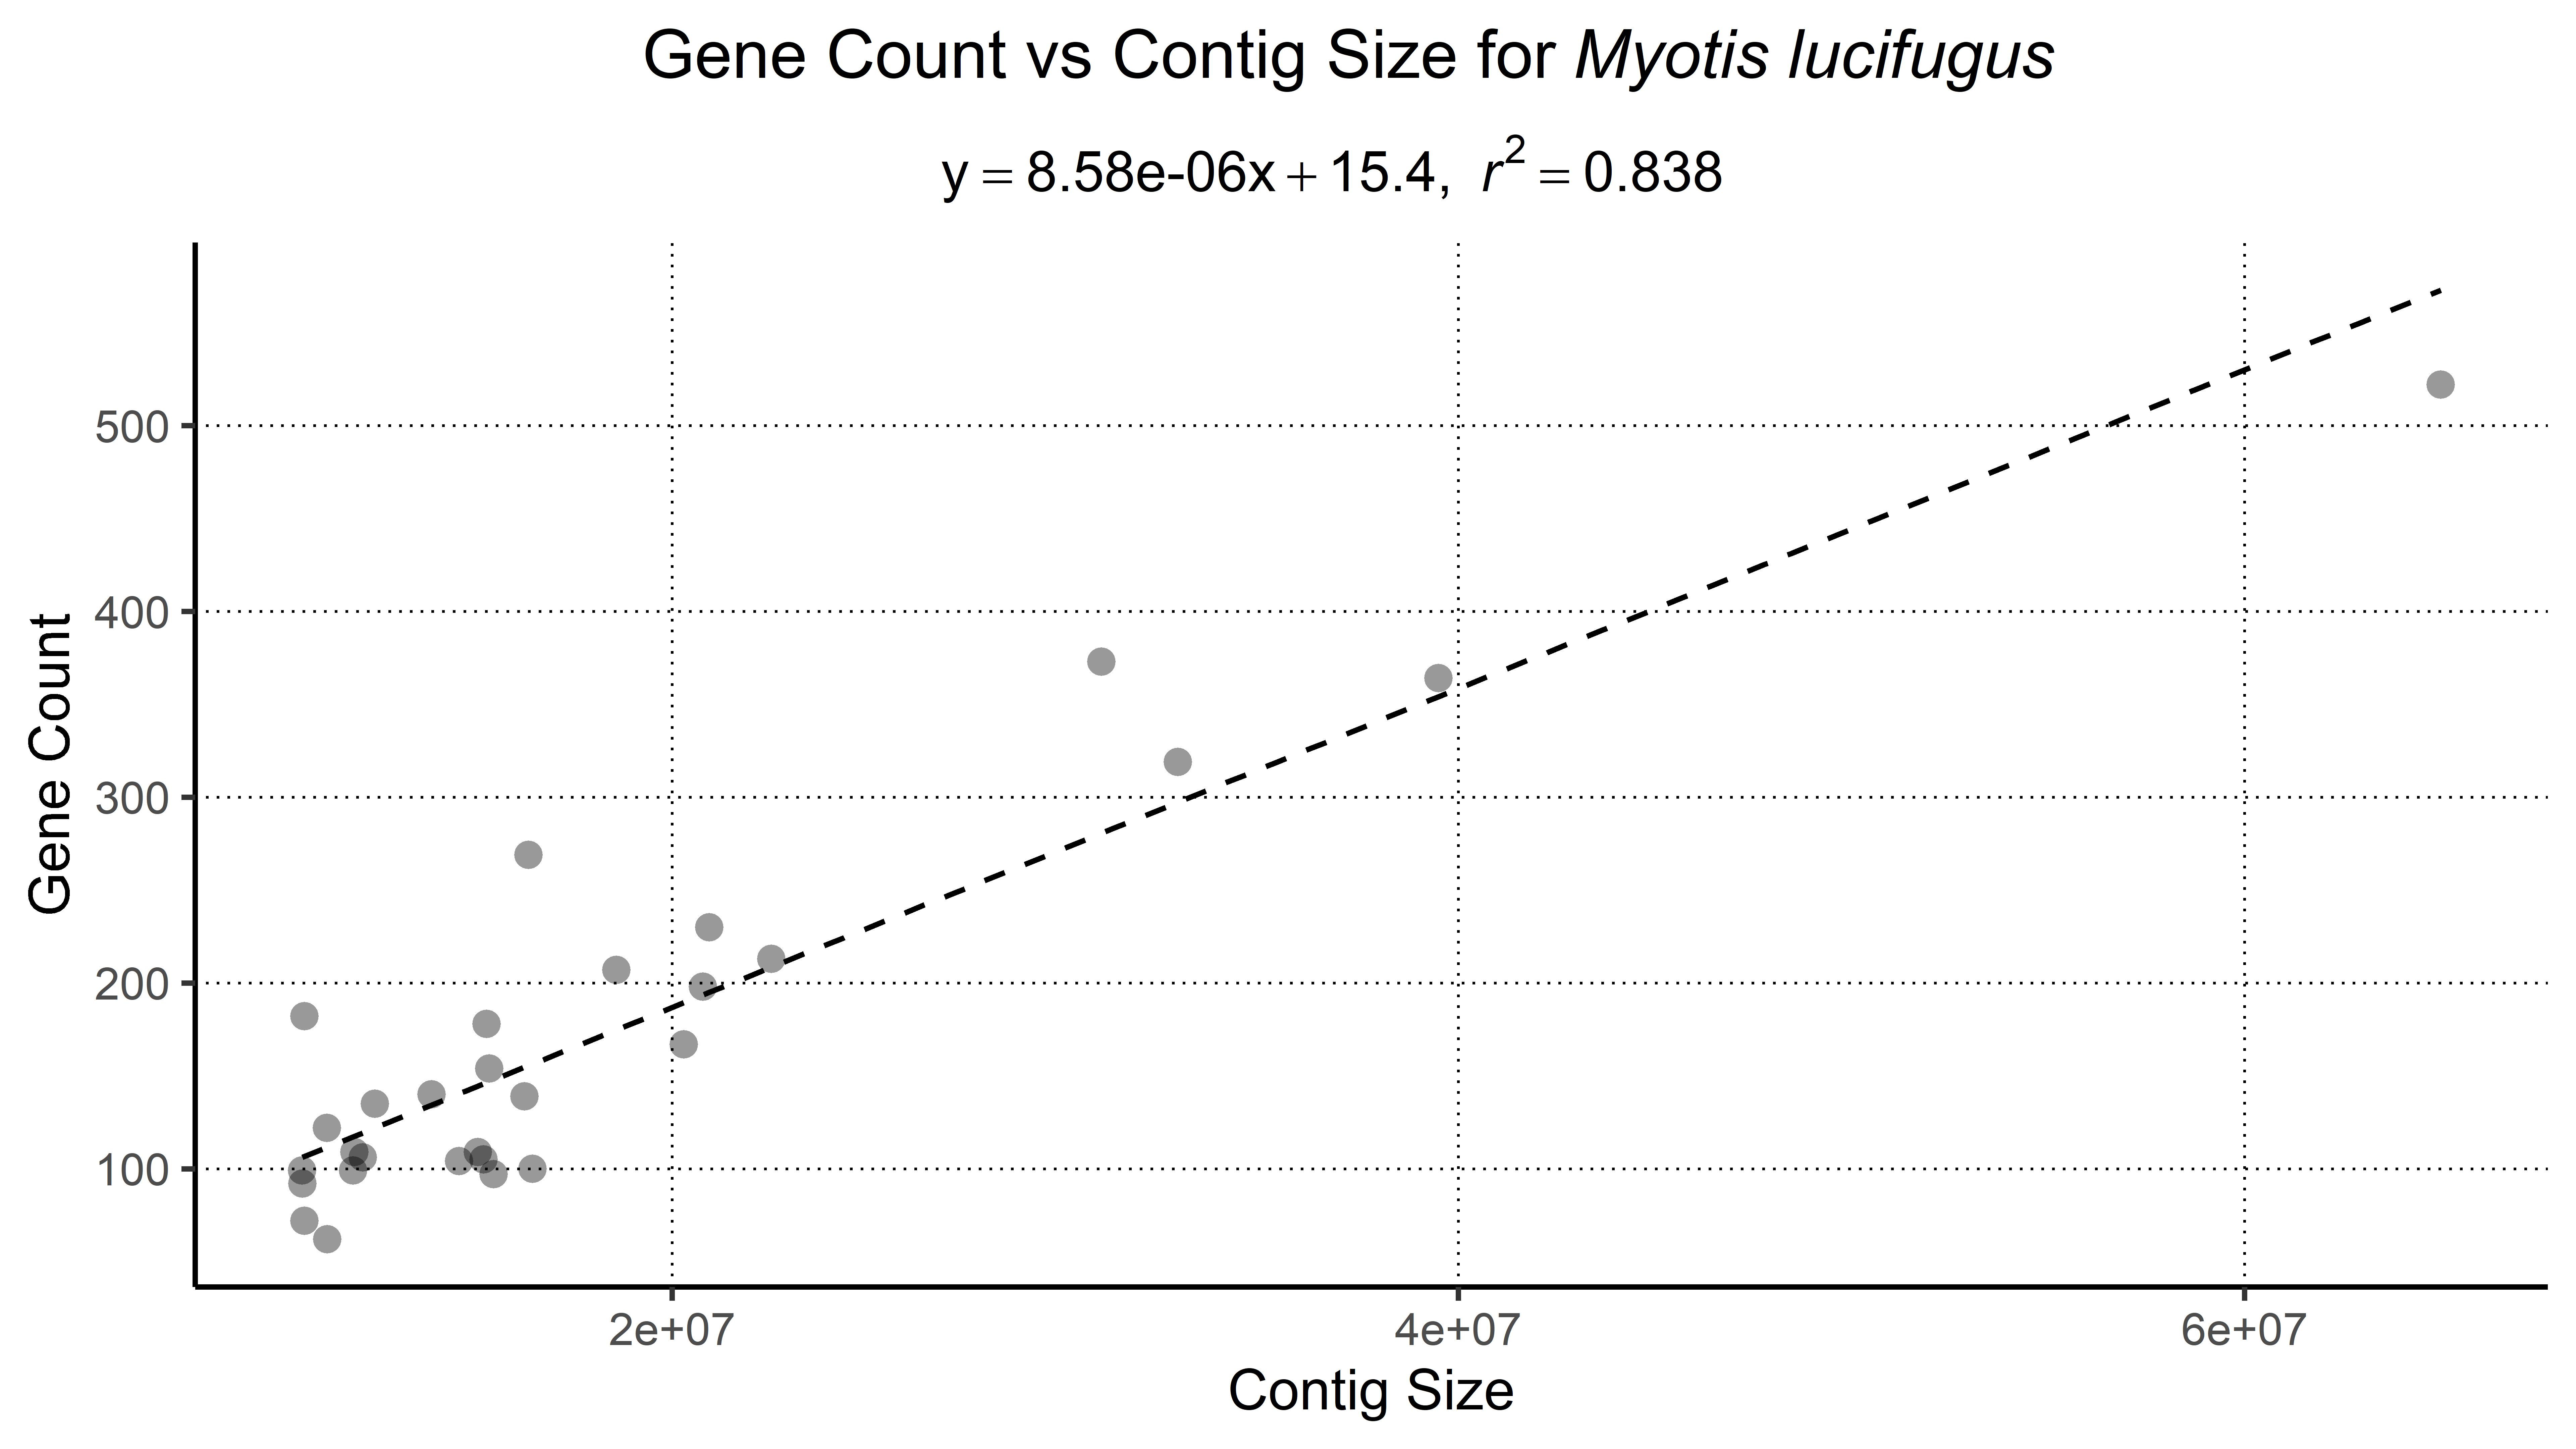 Gene Count vs Contig Size for Myotis lucifugus
y = 8.58e-06x + 15.4, r² = 0.838
Gene Count
500
400
300
200
100
2e+07
4e+07
6e+07
Contig Size